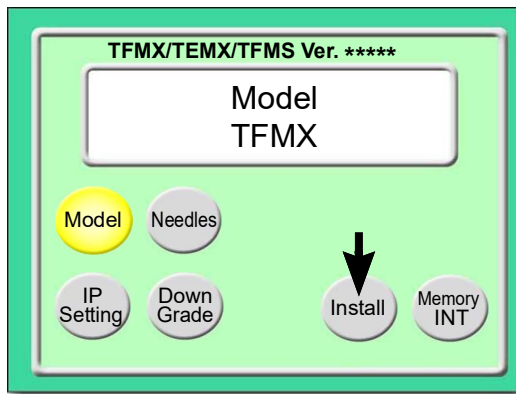 TFMX/TEMX/TFMS Ver. *****
Model
TFMX
Model
Needles
IP
Setting
Down
Grade
Install
Memory
INT